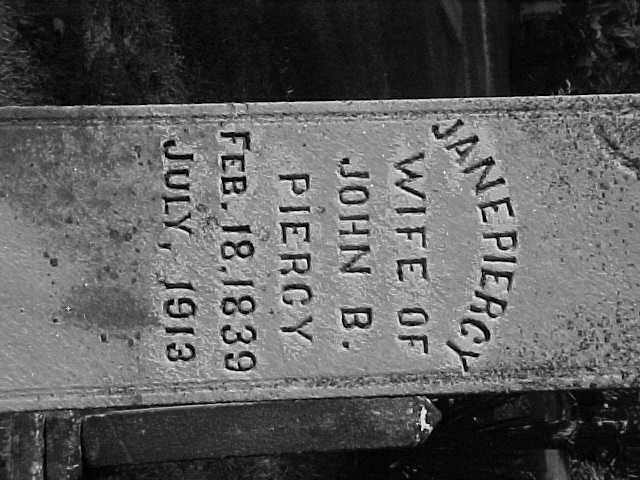 JANE PIERCY
WIFE OF
JOHN B.
PIERCY
FEB. 18, 1839
JULY, 1913